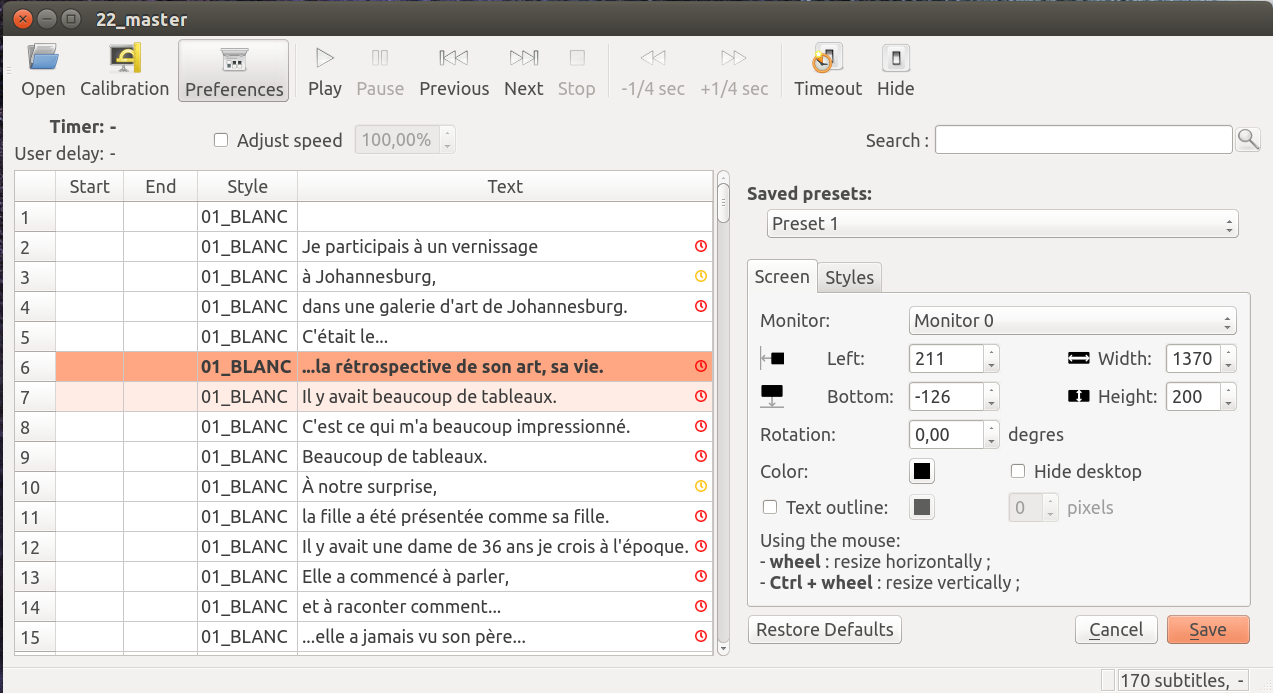 22_master
Open Calibration Preferences Play Pause Previous Next Stop -1/4 sec +1/4 sec Timeout Hide
Timer: -
User delay: -
Adjust speed 100,00%
Search :
Start End Style Text
1 01_BLANC
2 01_BLANC Je participais à un vernissage
3 01_BLANC à Johannesburg,
4 01_BLANC dans une galerie d'art de Johannesburg.
5 01_BLANC C'était le...
6 01_BLANC ...la rétrospective de son art, sa vie.
7 01_BLANC Il y avait beaucoup de tableaux.
8 01_BLANC C'est ce qui m'a beaucoup impressionné.
9 01_BLANC Beaucoup de tableaux.
10 01_BLANC À notre surprise,
11 01_BLANC la fille a été présentée comme sa fille.
12 01_BLANC Il y avait une dame de 36 ans je crois à l'époque.
13 01_BLANC Elle a commencé à parler,
14 01_BLANC et à raconter comment...
15 01_BLANC ...elle a jamais vu son père...
Saved presets:
Preset 1
Screen Styles
Monitor: Monitor 0
Left: 211 Width: 1370
Bottom: -126 Height: 200
Rotation: 0,00 degres
Color: Hide desktop
Text outline: 0 pixels
Using the mouse:
- wheel : resize horizontally ;
- Ctrl + wheel : resize vertically ;
Restore Defaults Cancel Save
170 subtitles, -